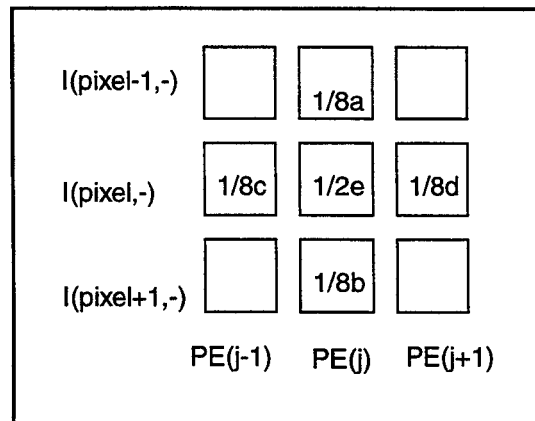 I(pixel-1,-)
1/8a
I(pixel,-)
1/8c 1/2e 1/8d
I(pixel+1,-)
1/8b
PE(j-1) PE(j) PE(j+1)